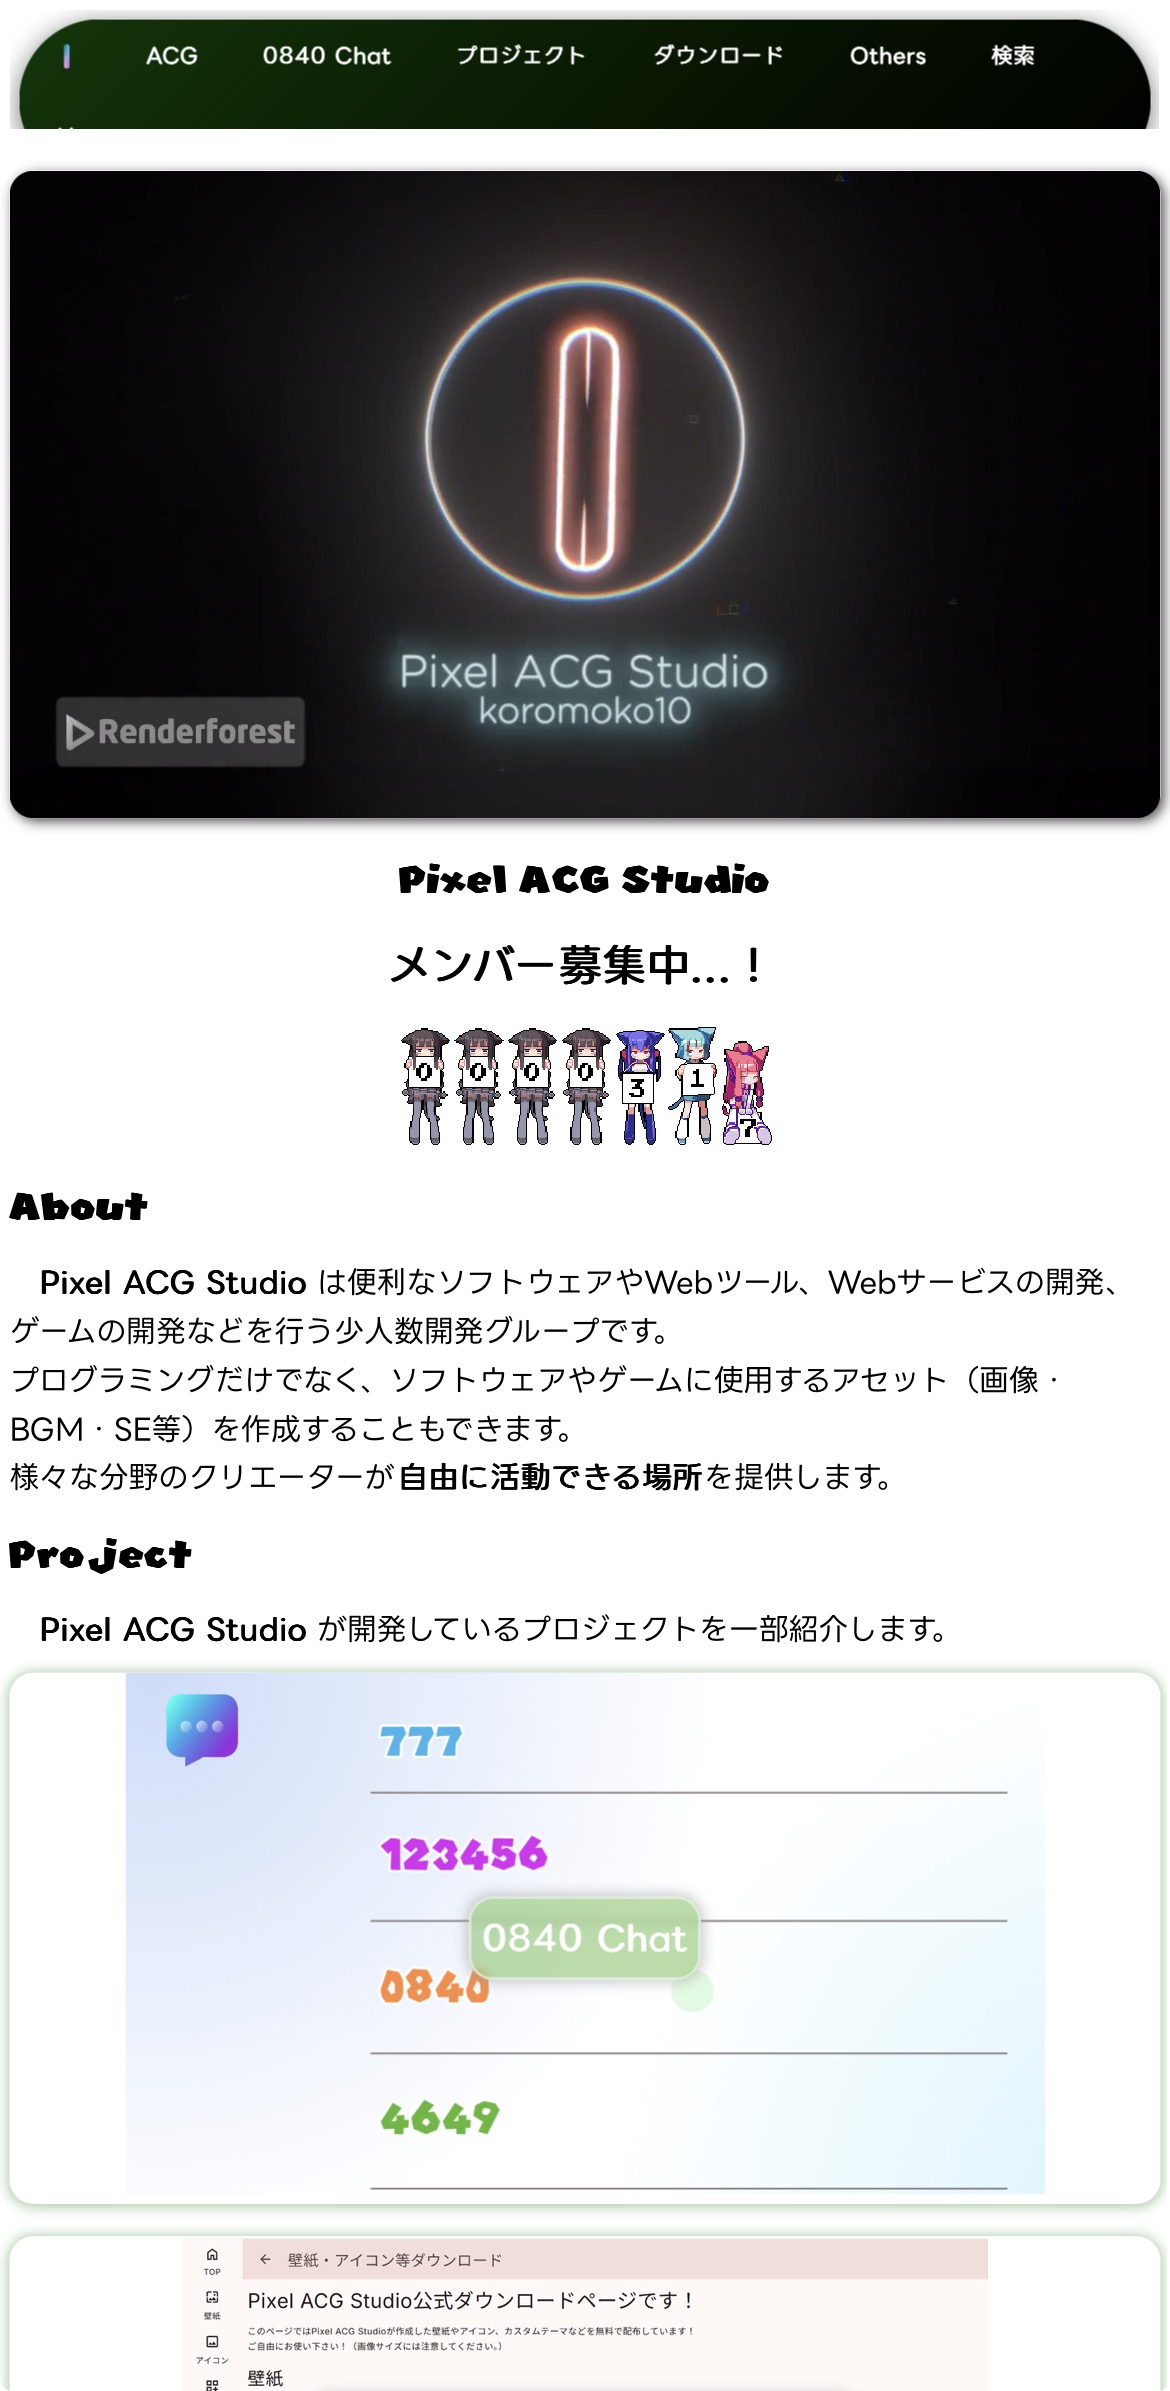 ACG 0840 Chat プロジェクト ダウンロード Others 検索
Pixel ACG Studio
koromoko10
Renderforest
Pixel ACG Studio
メンバー募集中...！
0 0 0 0 3 1 7
About
Pixel ACG Studio は便利なソフトウェアやWebツール、Webサービスの開発、
ゲームの開発などを行う少人数開発グループです。
プログラミングだけでなく、ソフトウェアやゲームに使用するアセット（画像・
BGM・SE等）を作成することもできます。
様々な分野のクリエーターが自由に活動できる場所を提供します。
Project
Pixel ACG Studio が開発しているプロジェクトを一部紹介します。
777
123456
0840 Chat
0840
4649
TOP
← 壁紙・アイコン等ダウンロード
Pixel ACG Studio公式ダウンロードページです！
壁紙
このページではPixel ACG Studioが作成した壁紙やアイコン、カスタムテーマなどを無料で配布しています！
ご自由にお使い下さい！（画像サイズには注意してください。）
アイコン
壁紙